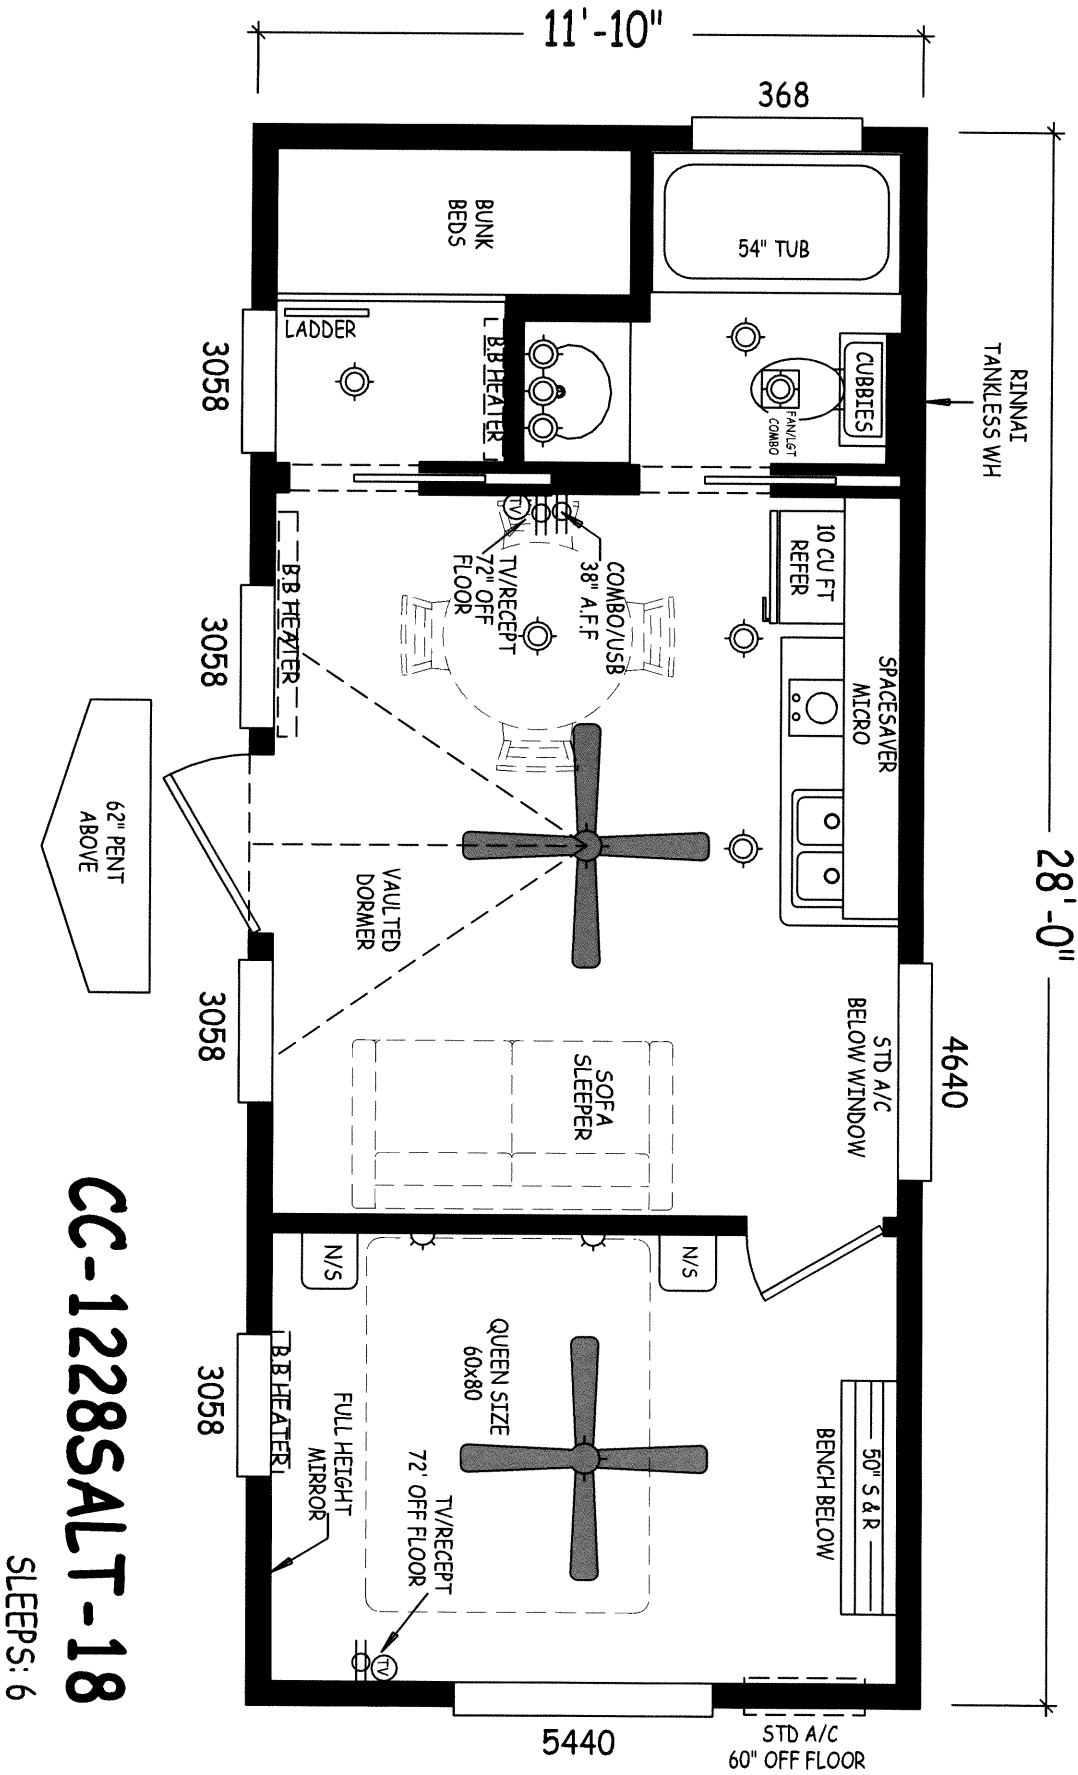 11'-10"
368
28'-0"
BUNK
BEDS
54" TUB
LADDER
B.B HEATER
CUBBIES
FAN/LGT
COMBO
RINNAI
TANKLESS WH
3058
TV
TV/RECEPT
72" OFF
FLOOR
COMBO/USB
38" A.F.F
10 CU FT
REFER
B.B HEATER
3058
SPACESAVER
MICRO
62" PENT
ABOVE
VAULTED
DORMER
3058
SOFA
SLEEPER
STD A/C
BELOW WINDOW
4640
N/S
N/S
QUEEN SIZE
60x80
B.B HEATER
3058
FULL HEIGHT
MIRROR
TV/RECEPT
72' OFF FLOOR
TV
50" S & R
BENCH BELOW
5440
STD A/C
60" OFF FLOOR
CC-1228SALT-18
SLEEPS: 6